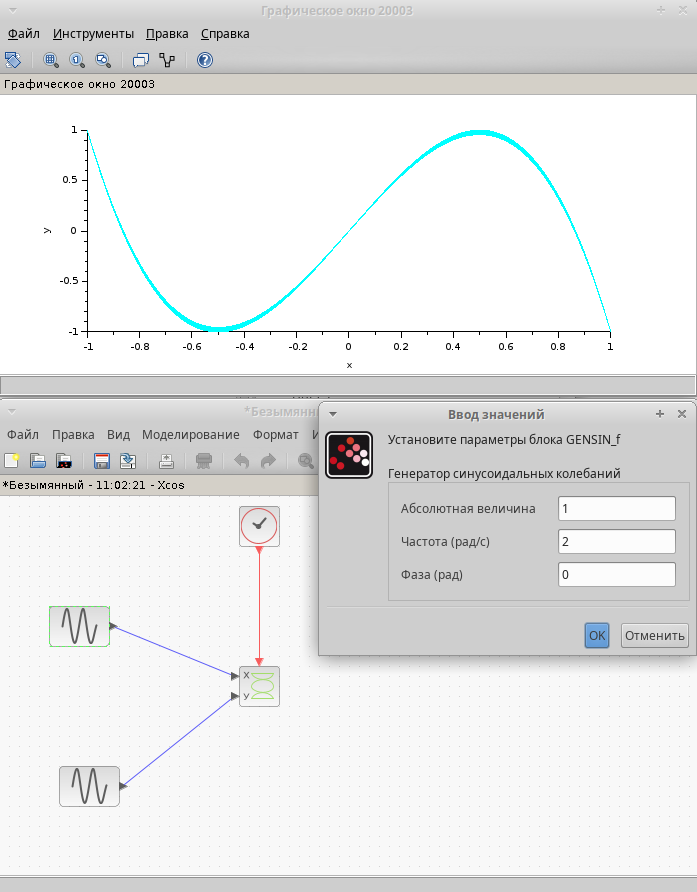 Графическое окно 20003
Файл Инструменты Правка Справка
Графическое окно 20003
1
0.5
0
-0.5
-1
y
-1 -0.8 -0.6 -0.4 -0.2 0 0.2 0.4 0.6 0.8 1
x
*Безымянн
Файл Правка Вид Моделирование Формат И
*Безымянный - 11:02:21 - Xcos
X
У
Ввод значений
Установите параметры блока GENSIN_f
Генератор синусоидальных колебаний
Абсолютная величина 1
Частота (рад/с) 2
Фаза (рад) 0
OK Отменить